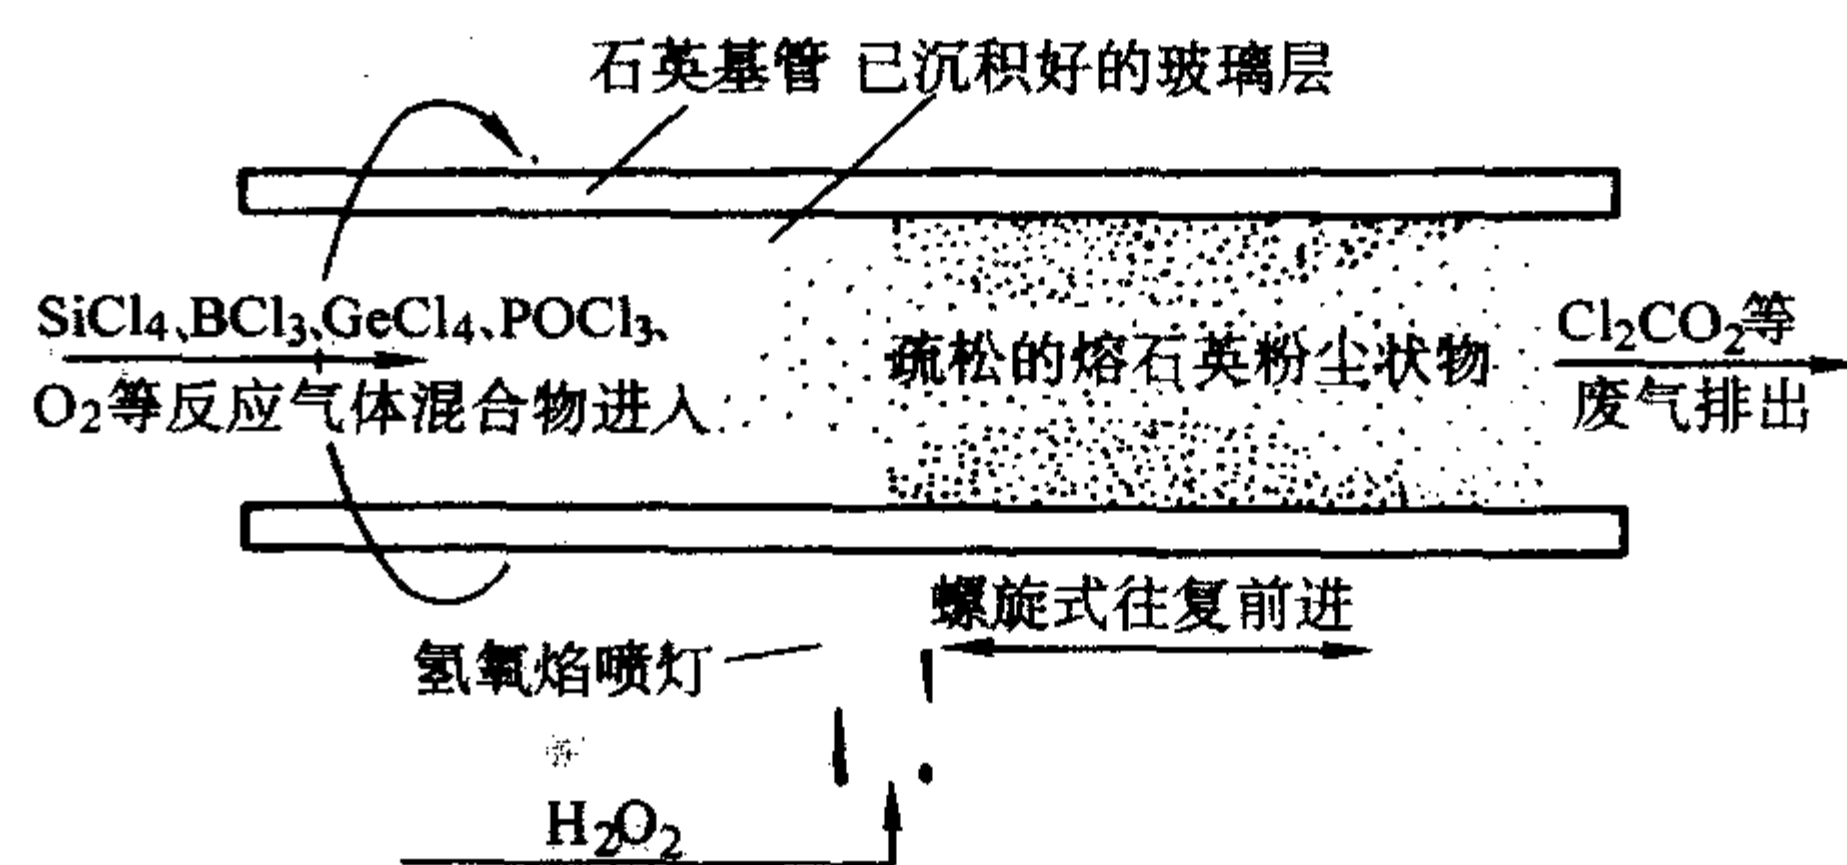 石英基管 已沉积好的玻璃层
SiCl₄、BCl₃、GeCl₄、POCl₃、
O₂等反应气体混合物进入
疏松的熔石英粉尘状物
Cl₂CO₂等
废气排出
螺旋式往复前进
氢氧焰喷灯
H₂O₂